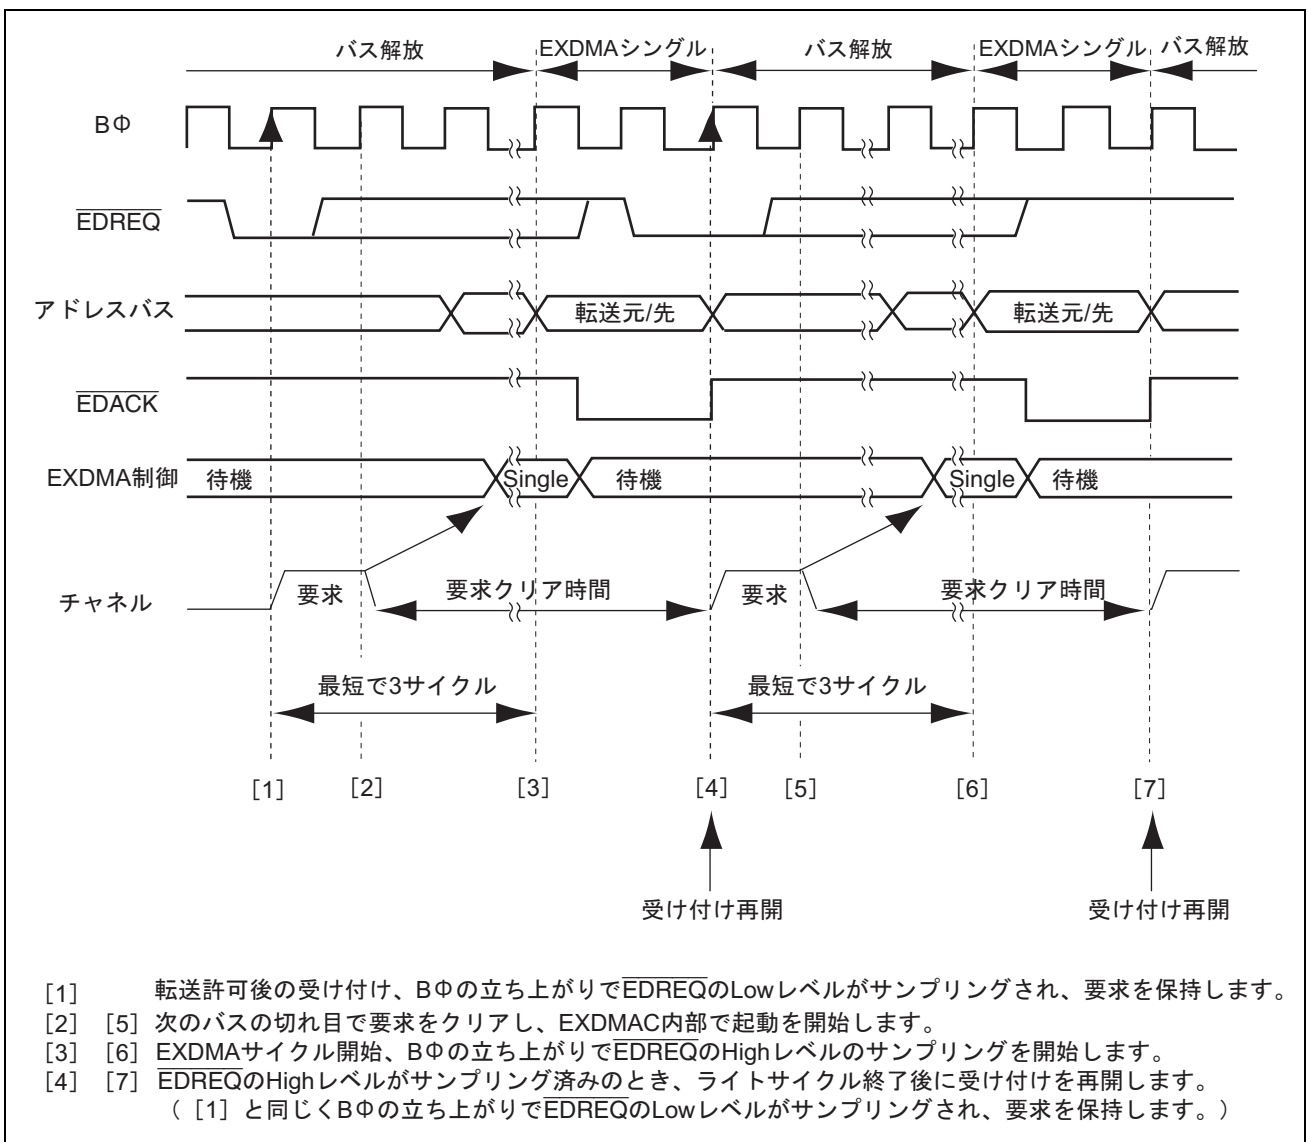 バス解放 EXDMAシングル バス解放 EXDMAシングル バス解放
BΦ
EDREQ
アドレスバス 転送元/先 転送元/先
EDACK
EXDMA制御 待機 Single 待機 Single 待機
チャネル 要求 要求クリア時間 要求 要求クリア時間
最短で3サイクル 最短で3サイクル
[1] [2] [3] [4] [5] [6] [7]
受け付け再開 受け付け再開
[1] 転送許可後の受け付け、BΦの立ち上がりでEDREQのLowレベルがサンプリングされ、要求を保持します。
[2] [5] 次のバスの切れ目で要求をクリアし、EXDMAC内部で起動を開始します。
[3] [6] EXDMAサイクル開始、BΦの立ち上がりでEDREQのHighレベルのサンプリングを開始します。
[4] [7] EDREQのHighレベルがサンプリング済みのとき、ライトサイクル終了後に受け付けを再開します。
([1]と同じくBΦの立ち上がりでEDREQのLowレベルがサンプリングされ、要求を保持します。)